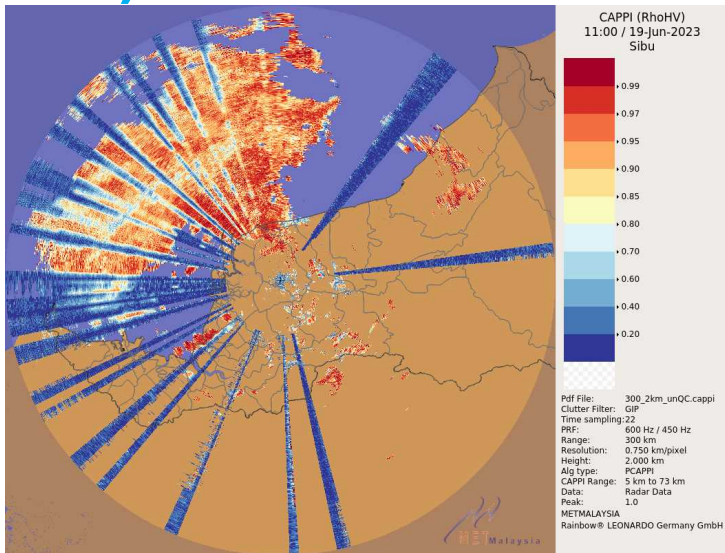 CAPPI (RhoHV)
11:00 / 19-Jun-2023
Sibu
0.99
0.97
0.95
0.90
0.85
0.80
0.70
0.60
0.40
0.20
Pdf File: 300_2km_unQC.cappi
Clutter Filter: GIP
Time sampling:22
PRF: 600 Hz / 450 Hz
Range: 300 km
Resolution: 0.750 km/pixel
Height: 2.000 km
Alg type: PCAPPI
CAPPI Range: 5 km to 73 km
Data: Radar Data
Peak: 1.0
METMALAYSIA
Rainbow® LEONARDO Germany GmbH
MET Malaysia